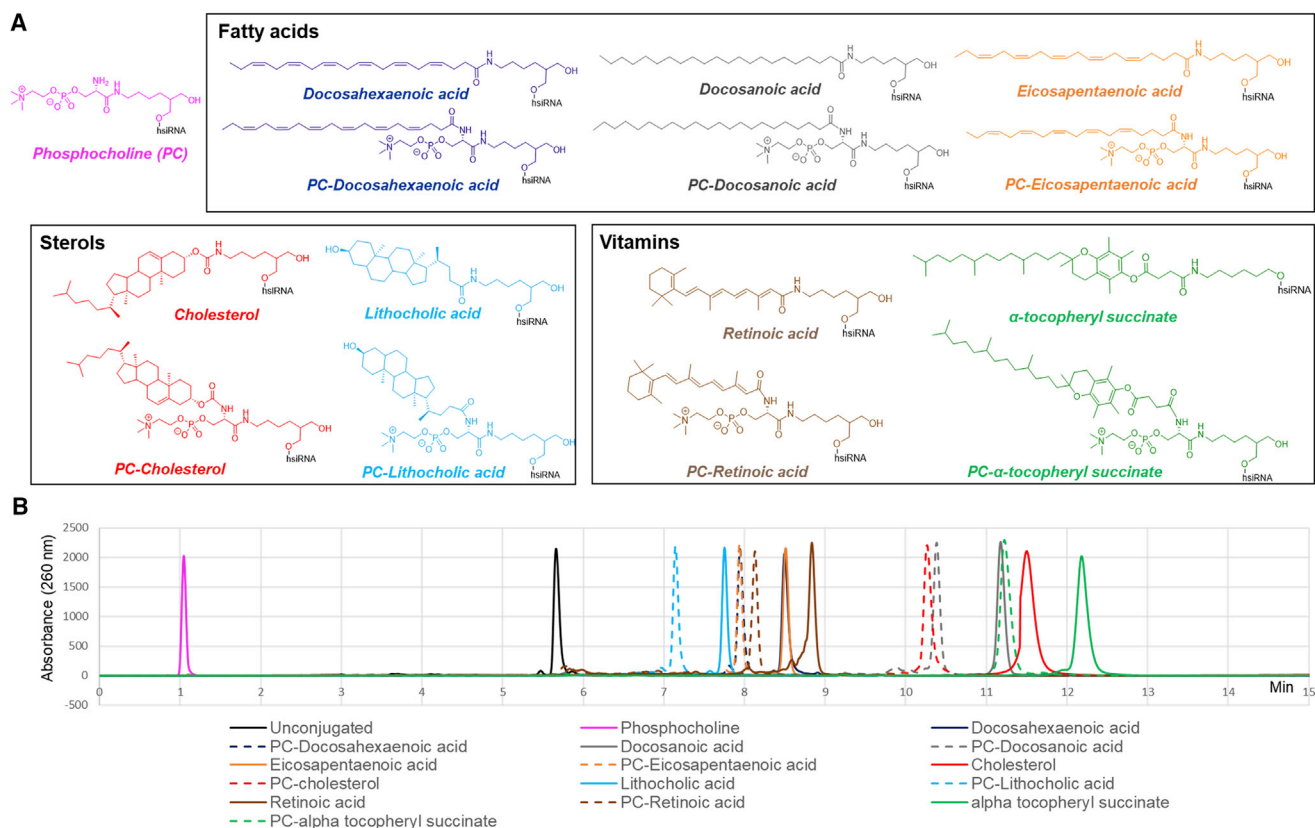 A
Fatty acids
Docosahexaenoic acid
Docosanoic acid
Eicosapentaenoic acid
Phosphocholine (PC)
PC-Docosahexaenoic acid
PC-Docosanoic acid
PC-Eicosapentaenoic acid
Sterols
Cholesterol
Lithocholic acid
PC-Cholesterol
PC-Lithocholic acid
Vitamins
Retinoic acid
α-tocopheryl succinate
PC-Retinoic acid
PC-α-tocopheryl succinate
B
Absorbance (260 nm)
2500
2000
1500
1000
500
0
-500
0 1 2 3 4 5 6 7 8 9 10 11 12 13 14 15
Min
Unconjugated Phosphocholine Docosahexaenoic acid
PC-Docosahexaenoic acid Docosanoic acid PC-Docosanoic acid
Eicosapentaenoic acid PC-Eicosapentaenoic acid Cholesterol
PC-cholesterol Lithocholic acid PC-Lithocholic acid
Retinoic acid PC-Retinoic acid alpha tocopheryl succinate
PC-alpha tocopheryl succinate